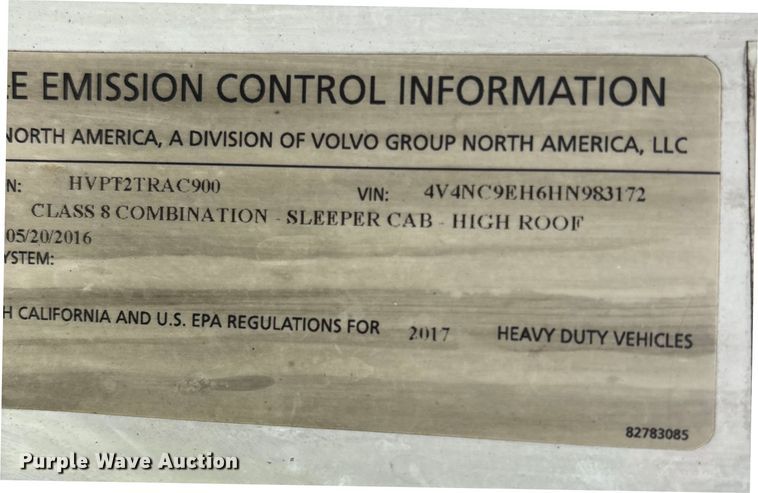 LE EMISSION CONTROL INFORMATION
NORTH AMERICA, A DIVISION OF VOLVO GROUP NORTH AMERICA, LLC
N: HVPT2TRAC900 VIN: 4V4NC9EH6HN983172
CLASS 8 COMBINATION - SLEEPER CAB - HIGH ROOF
05/20/2016
YSTEM:
H CALIFORNIA AND U.S. EPA REGULATIONS FOR 2017 HEAVY DUTY VEHICLES
82783085
Purple Wave Auction